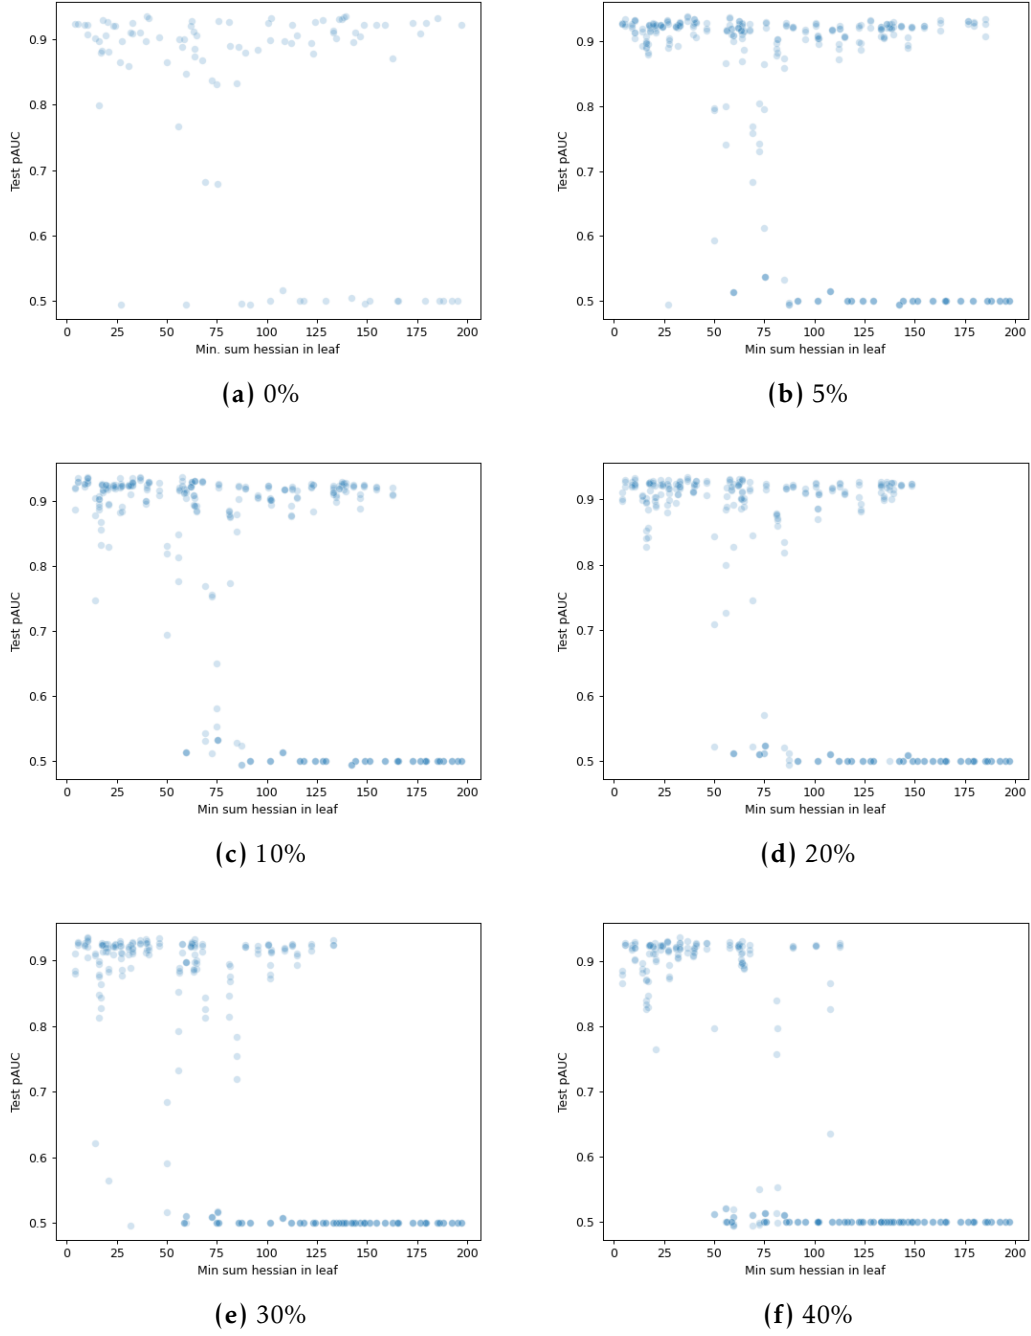 0.9
0.8
0.7
0.6
0.5
Test pAUC
0 25 50 75 100 125 150 175 200
Min. sum hessian in leaf
(a) 0%
0.9
0.8
0.7
0.6
0.5
Test pAUC
0 25 50 75 100 125 150 175 200
Min sum hessian in leaf
(b) 5%
0.9
0.8
0.7
0.6
0.5
Test pAUC
0 25 50 75 100 125 150 175 200
Min sum hessian in leaf
(c) 10%
0.9
0.8
0.7
0.6
0.5
Test pAUC
0 25 50 75 100 125 150 175 200
Min sum hessian in leaf
(d) 20%
0.9
0.8
0.7
0.6
0.5
Test pAUC
0 25 50 75 100 125 150 175 200
Min sum hessian in leaf
(e) 30%
0.9
0.8
0.7
0.6
0.5
Test pAUC
0 25 50 75 100 125 150 175 200
Min sum hessian in leaf
(f) 40%